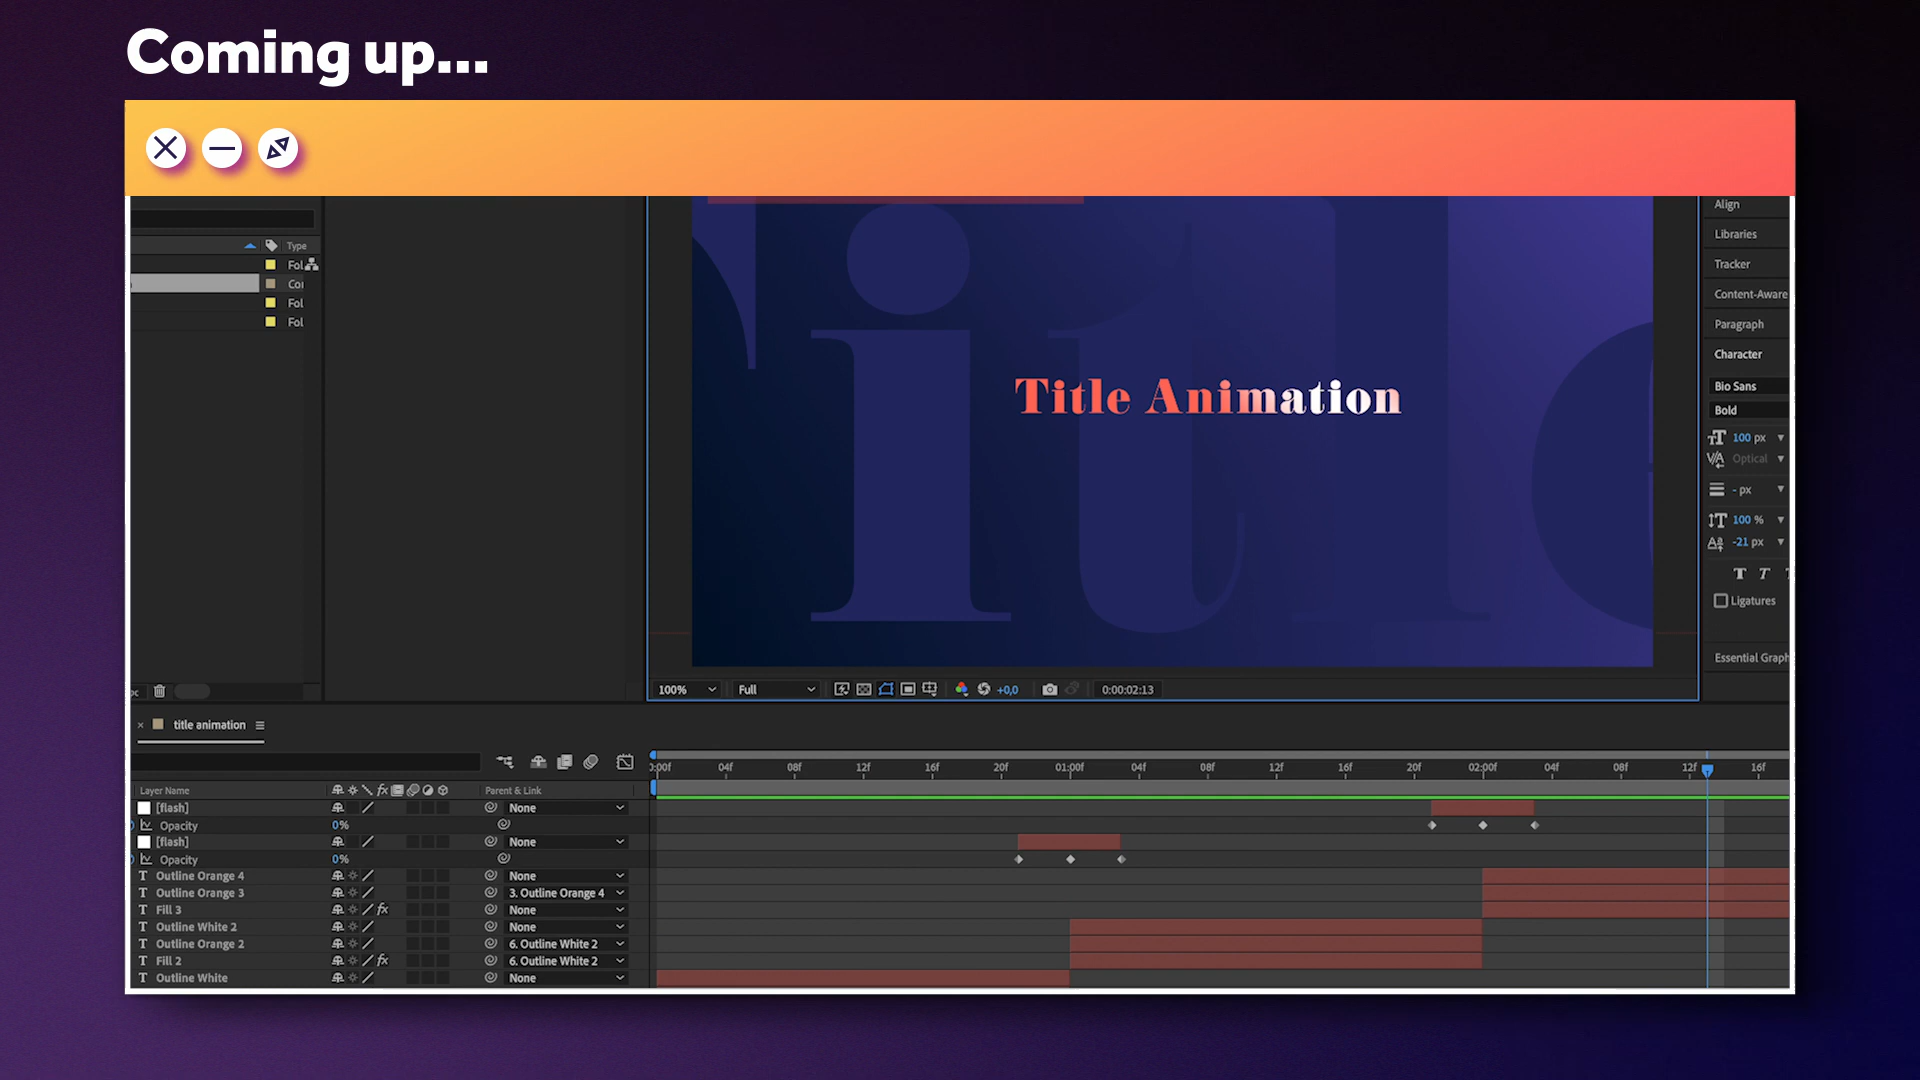 Coming up...
Align
Libraries
Tracker
Content-Aware
Paragraph
Character
Bio Sans
Bold
100 px
Optical
- px
100 %
-21 px
Ligatures
Essential Graph
Type
Fol
Fol
Fol
Title
Title Animation
100%
Full
+0,0
0:00:02:13
title animation
Layer Name
Parent & Link
04f 08f 12f 16f 20f 01:00f 04f 08f 12f 16f 20f 02:00f 04f 08f 12f 16f
[flash] None
Opacity 0%
[flash] None
Opacity 0%
Outline Orange 4 None
Outline Orange 3 3. Outline Orange 4
Fill 3 fx None
Outline White 2 None
Outline Orange 2 6. Outline White 2
Fill 2 fx 6. Outline White 2
Outline White None